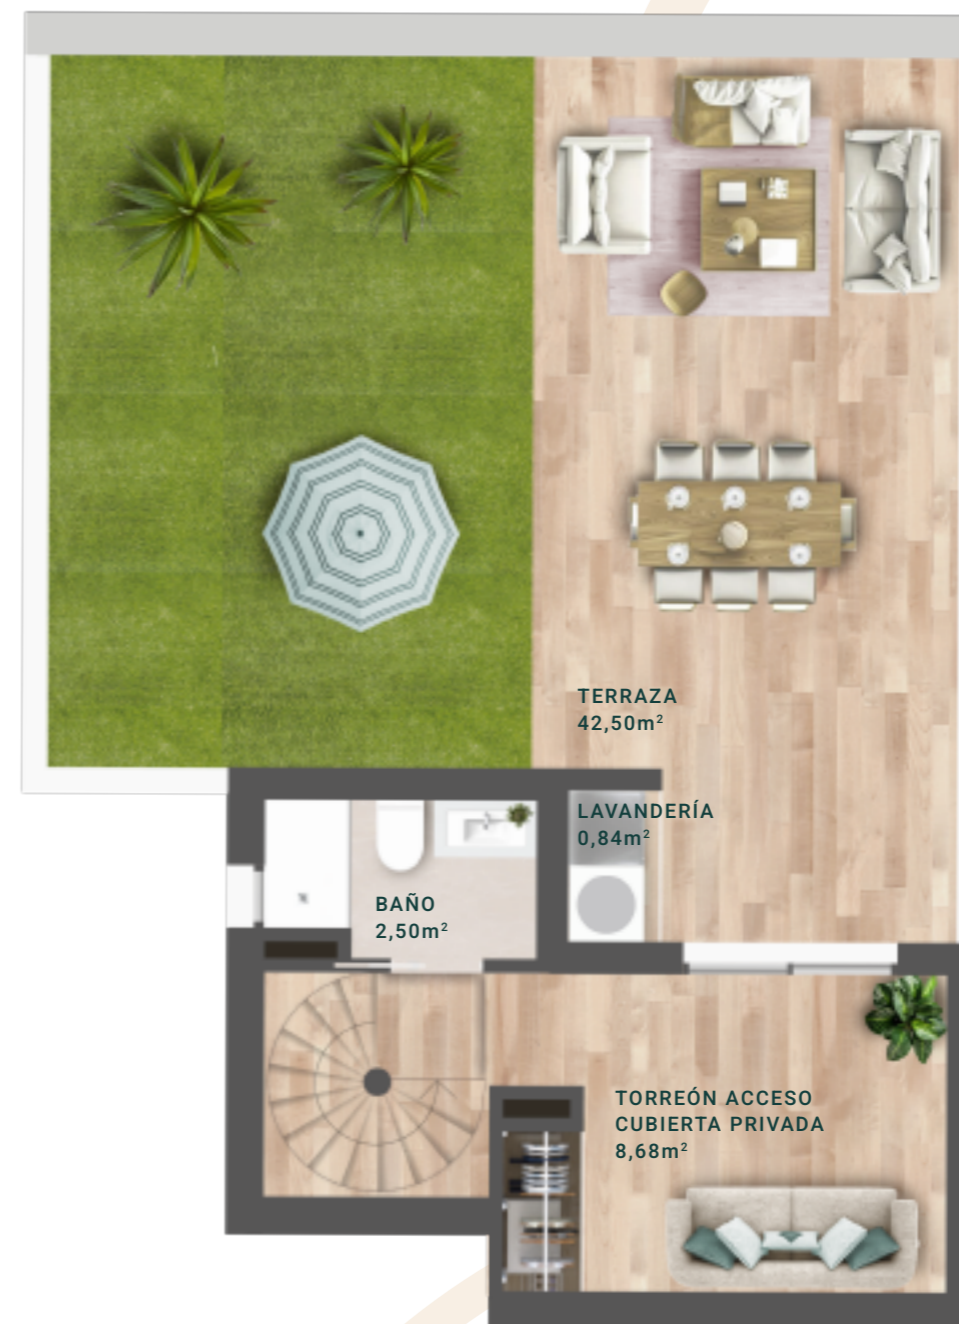 TERRAZA
42,50m²
LAVANDERÍA
0,84m²
BAÑO
2,50m²
TORREÓN ACCESO
CUBIERTA PRIVADA
8,68m²